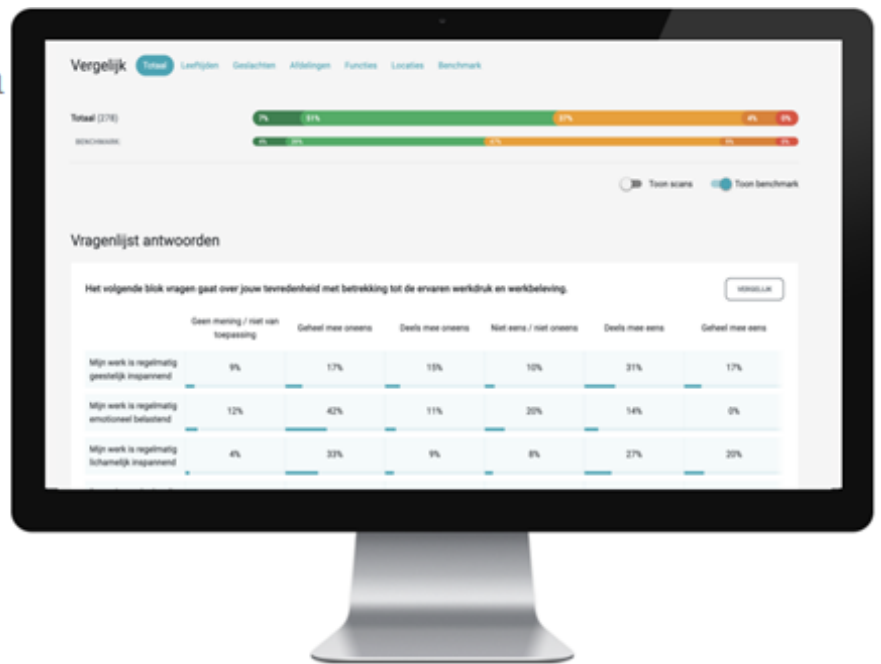 Vergelijk Totaal Leeftijden Geslachten Afdelingen Functies Locaties Benchmark
Totaal (278) 7% 51% 37% 4% 0%
BENCHMARK
Toon scans Toon benchmark
Vragenlijst antwoorden
Het volgende blok vragen gaat over jouw tevredenheid met betrekking tot de ervaren werkdruk en werkbeleving. VERGELIJK
Geen mening / niet van
toepassing
Geheel mee oneens Deels mee oneens Niet eens / niet oneens Deels mee eens Geheel mee eens
Mijn werk is regelmatig
geestelijk inspannend
9% 17% 15% 10% 31% 17%
Mijn werk is regelmatig
emotioneel belastend
12% 42% 11% 20% 14% 0%
Mijn werk is regelmatig
lichamelijk inspannend
4% 33% 9% 8% 27% 20%